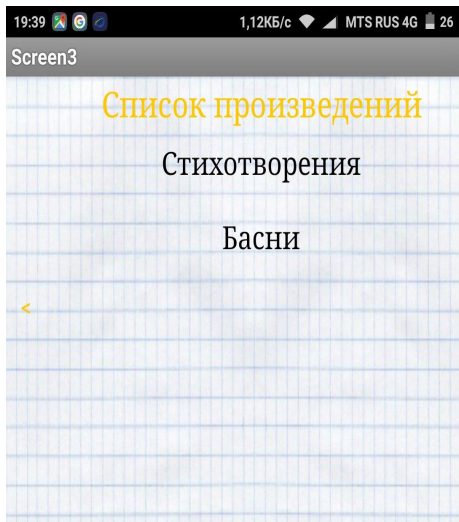 19:39 1,12КБ/с MTS RUS 4G 26
Screen3
Список произведений
Стихотворения
Басни
<